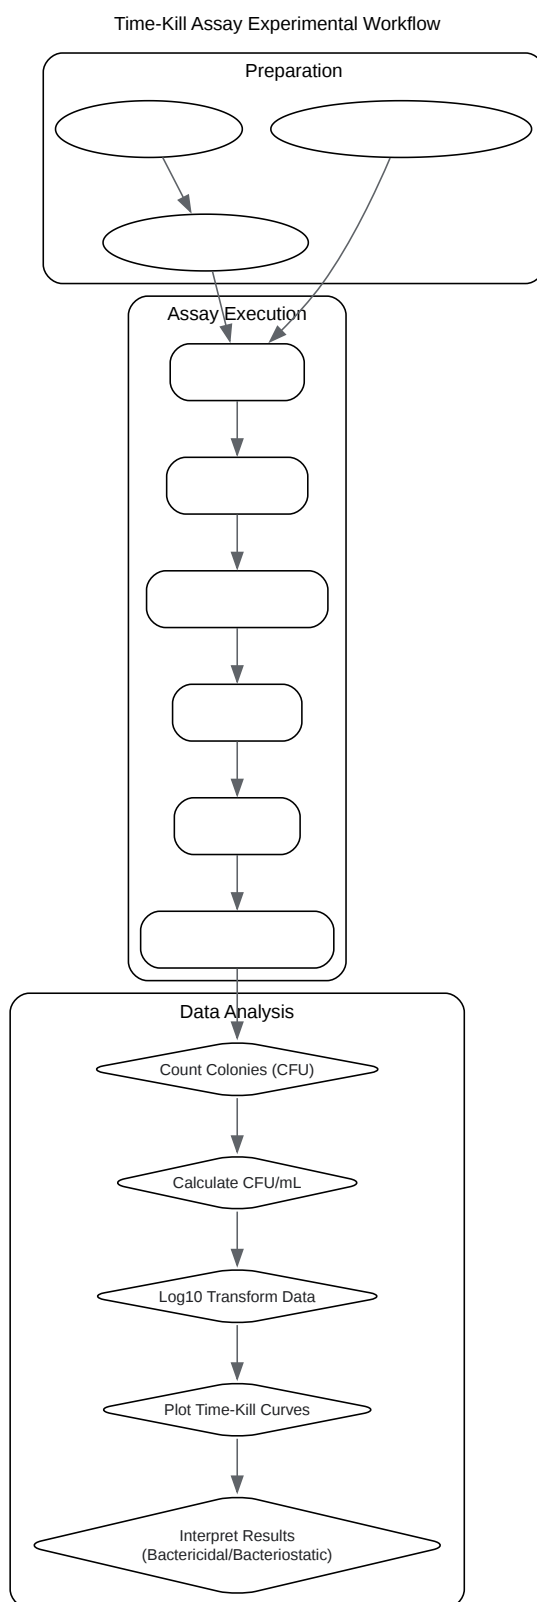 Time-Kill Assay Experimental Workflow
Preparation
Assay Execution
Data Analysis
Count Colonies (CFU)
Calculate CFU/mL
Log10 Transform Data
Plot Time-Kill Curves
Interpret Results
(Bactericidal/Bacteriostatic)